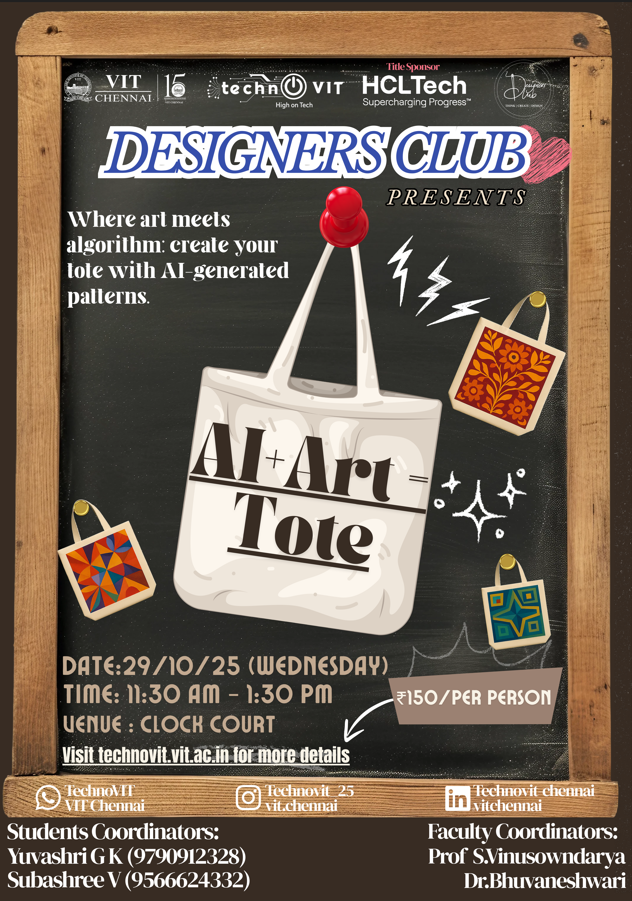 VIT
CHENNAI
15
techno VIT
High on Tech
Title Sponsor
HCLTech
Supercharging Progress™
Designers Club
DESIGNERS CLUB
PRESENTS
Where art meets
algorithm: create your
tote with AI-generated
patterns.
AI+Art =
Tote
DATE:29/10/25 (WEDNESDAY)
TIME: 11:30 AM - 1:30 PM
VENUE : CLOCK COURT
₹150/PER PERSON
Visit technovit.vit.ac.in for more details
TechnoVIT
VIT Chennai
Technovit_25
vit.chennai
Technovit chennai
vitchennai
Students Coordinators:
Yuvashri G K (9790912328)
Subashree V (9566624332)
Faculty Coordinators:
Prof S.Vinusowndarya
Dr.Bhuvaneshwari